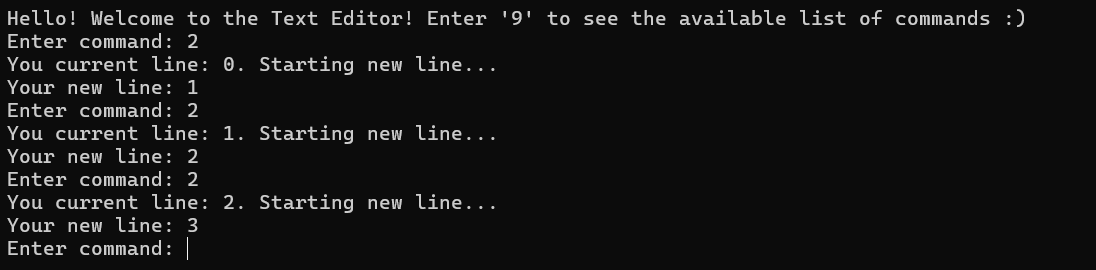 Hello! Welcome to the Text Editor! Enter '9' to see the available list of commands :)
Enter command: 2
You current line: 0. Starting new line...
Your new line: 1
Enter command: 2
You current line: 1. Starting new line...
Your new line: 2
Enter command: 2
You current line: 2. Starting new line...
Your new line: 3
Enter command: